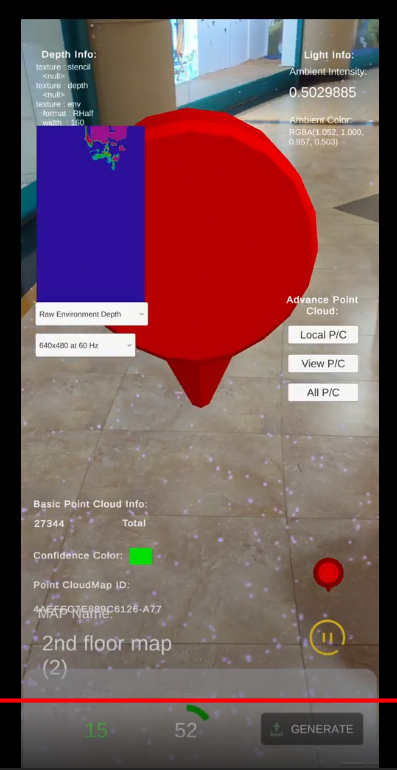 Depth Info:
texture : stencil
<null>
texture : depth
<null>
texture : env
format : RHalf
width : 160
Light Info:
Ambient Intensity:
0.5029885
Ambient Color:
RGBA(1.052, 1.000,
0.957, 0.503)
Raw Environment Depth
640x480 at 60 Hz
Advance Point
Cloud:
Local P/C
View P/C
All P/C
Basic Point Cloud Info:
27344 Total
Confidence Color:
Point CloudMap ID:
MAP Name:
2nd floor map
(2)
15
52
GENERATE